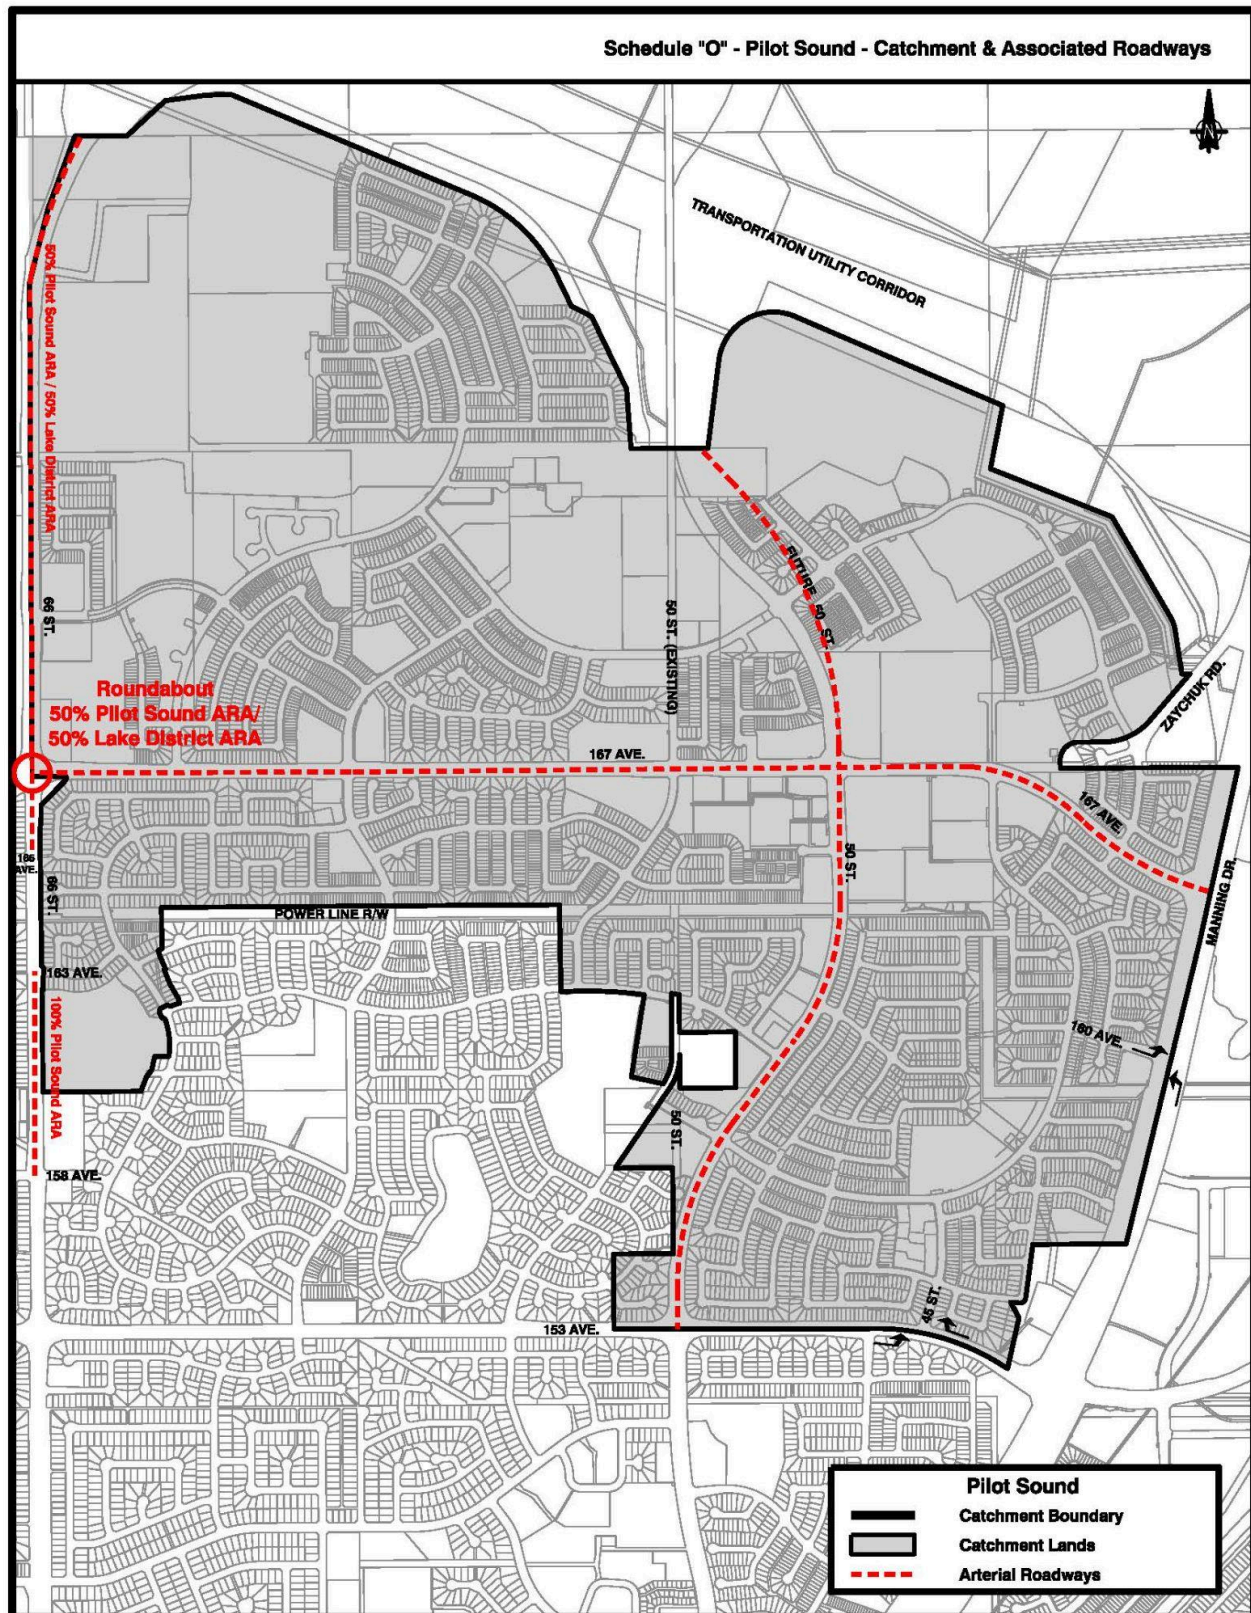 Schedule "O" - Pilot Sound - Catchment & Associated Roadways
N
TRANSPORTATION UTILITY CORRIDOR
50% Pilot Sound ARA / 50% Lake District ARA
66 ST.
FUTURE 50 ST.
50 ST. (EXISTING)
ZAYCHUK RD.
Roundabout
50% Pilot Sound ARA/
50% Lake District ARA
167 AVE.
167 AVE.
165
AVE.
66 ST.
50 ST.
MANNING DR.
POWER LINE R/W
163 AVE.
100% Pilot Sound ARA
160 AVE.
50 ST.
158 AVE.
45 ST.
153 AVE.
Pilot Sound
Catchment Boundary
Catchment Lands
Arterial Roadways